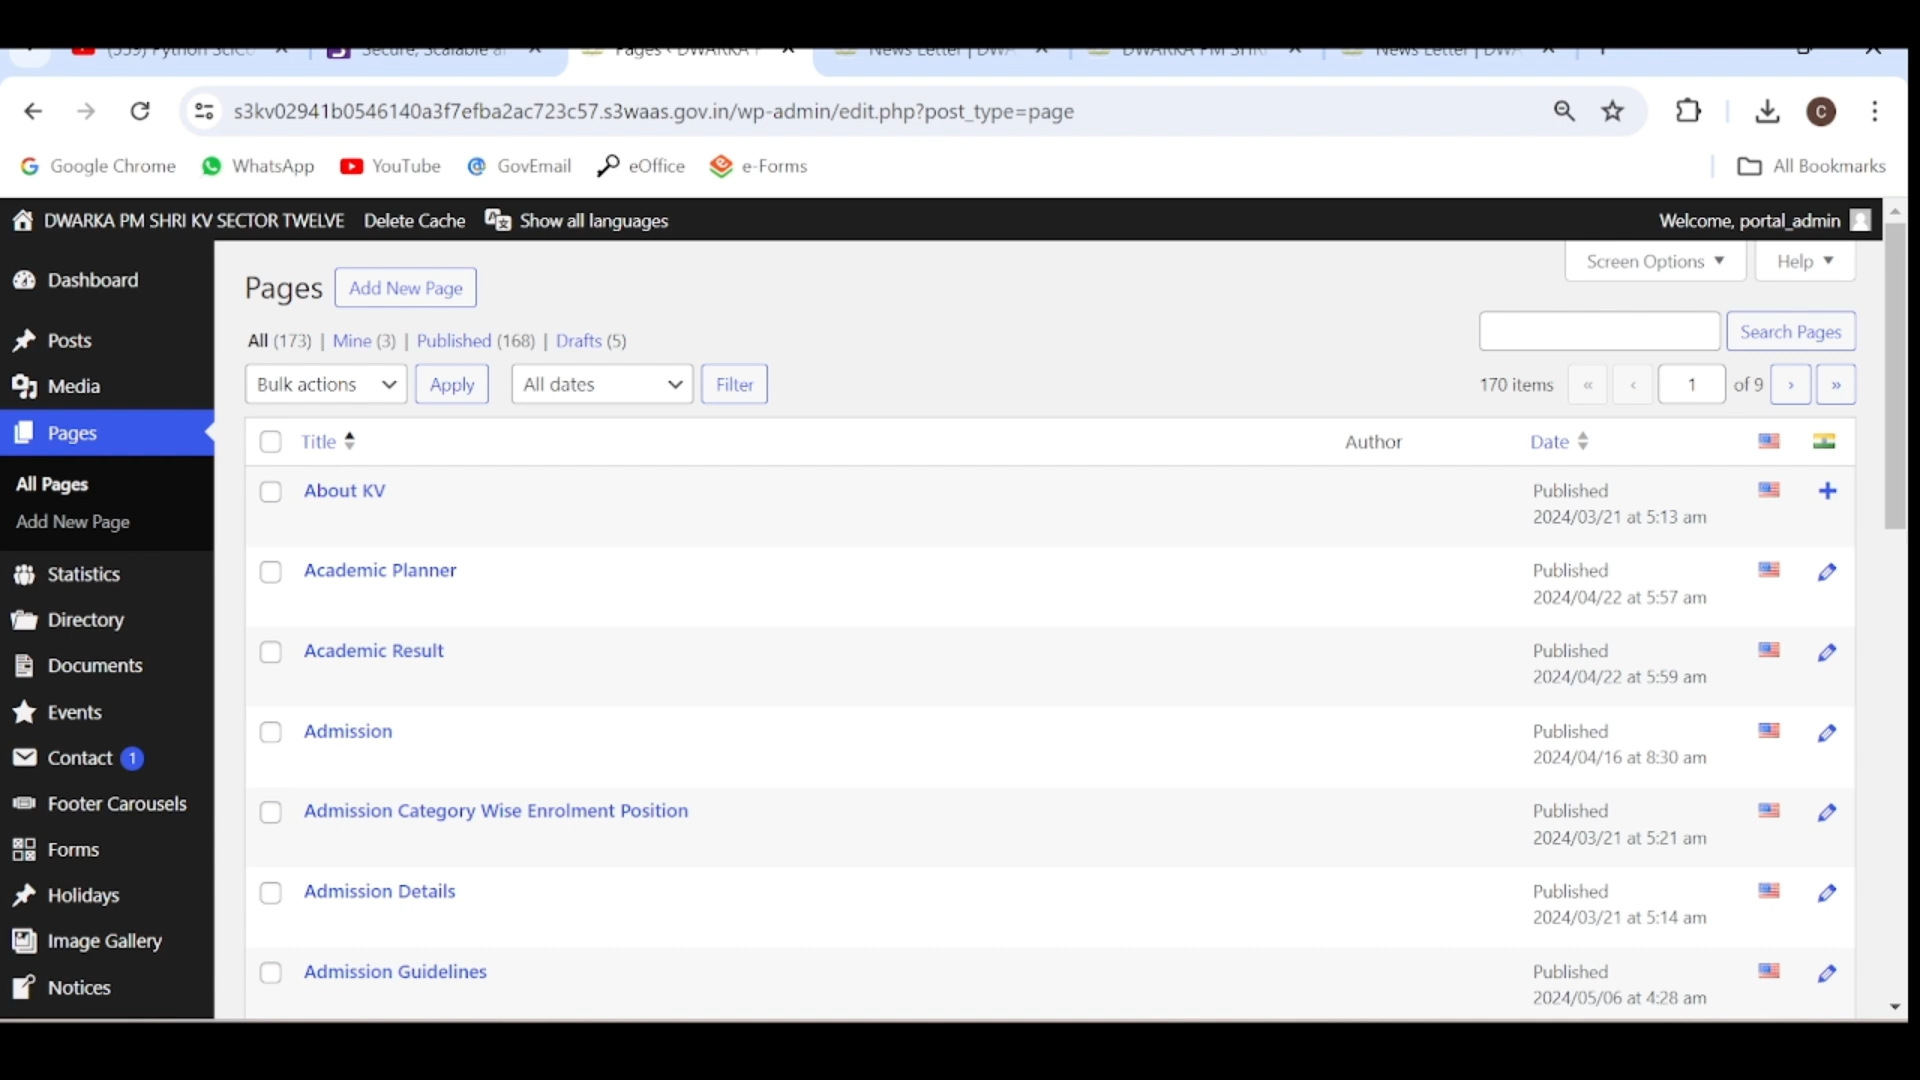 Pages
s3kv02941b0546140a3f7efba2ac723c57.s3waas.gov.in/wp-admin/edit.php?post_type=page
C
Google Chrome WhatsApp YouTube GovEmail eOffice e-Forms All Bookmarks
DWARKA PM SHRI KV SECTOR TWELVE Delete Cache Show all languages Welcome, portal_admin
Dashboard
Posts
Media
Pages
All Pages
Add New Page
Statistics
Directory
Documents
Events
Contact 1
Footer Carousels
Forms
Holidays
Image Gallery
Notices
Screen Options Help
Pages Add New Page
All (173) | Mine (3) | Published (168) | Drafts (5)
Search Pages
Bulk actions Apply All dates Filter 170 items « ‹ 1 of 9 › »
Title Author Date
About KV Published
2024/03/21 at 5:13 am
Academic Planner Published
2024/04/22 at 5:57 am
Academic Result Published
2024/04/22 at 5:59 am
Admission Published
2024/04/16 at 8:30 am
Admission Category Wise Enrolment Position Published
2024/03/21 at 5:21 am
Admission Details Published
2024/03/21 at 5:14 am
Admission Guidelines Published
2024/05/06 at 4:28 am